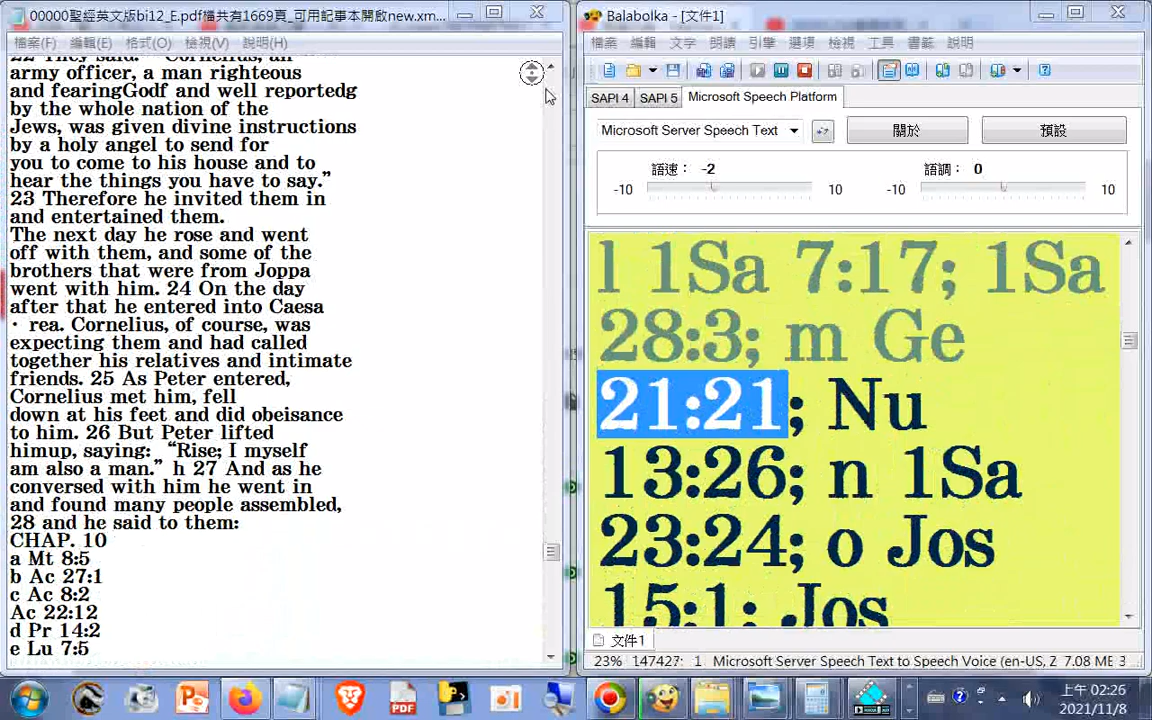 00000聖經英文版bi12_E.pdf檔共有1669頁_可用記事本開啟new.xm...
檔案(F) 編輯(E) 格式(O) 檢視(V) 說明(H)
22 They said: "Cornelius, an
army officer, a man righteous
and fearingGodf and well reportedg
by the whole nation of the
Jews, was given divine instructions
by a holy angel to send for
you to come to his house and to
hear the things you have to say.”
23 Therefore he invited them in
and entertained them.
The next day he rose and went
off with them, and some of the
brothers that were from Joppa
went with him. 24 On the day
after that he entered into Caesa
· rea. Cornelius, of course, was
expecting them and had called
together his relatives and intimate
friends. 25 As Peter entered,
Cornelius met him, fell
down at his feet and did obeisance
to him. 26 But Peter lifted
himup, saying: “Rise; I myself
am also a man.” h 27 And as he
conversed with him he went in
and found many people assembled,
28 and he said to them:
CHAP. 10
a Mt 8:5
b Ac 27:1
c Ac 8:2
Ac 22:12
d Pr 14:2
e Lu 7:5
Balabolka - [文件1]
檔案 編輯 文字 朗讀 引擎 選項 檢視 工具 書籤 說明
SAPI 4 SAPI 5 Microsoft Speech Platform
Microsoft Server Speech Text 關於 預設
語速： -2 語調： 0
-10 10 -10 10
l 1Sa 7:17; 1Sa
28:3; m Ge
21:21; Nu
13:26; n 1Sa
23:24; o Jos
15:1; Jos
文件1
23% 147427: 1 Microsoft Server Speech Text to Speech Voice (en-US, 2 7.08 ME 3
PDF
上午 02:26
2021/11/8